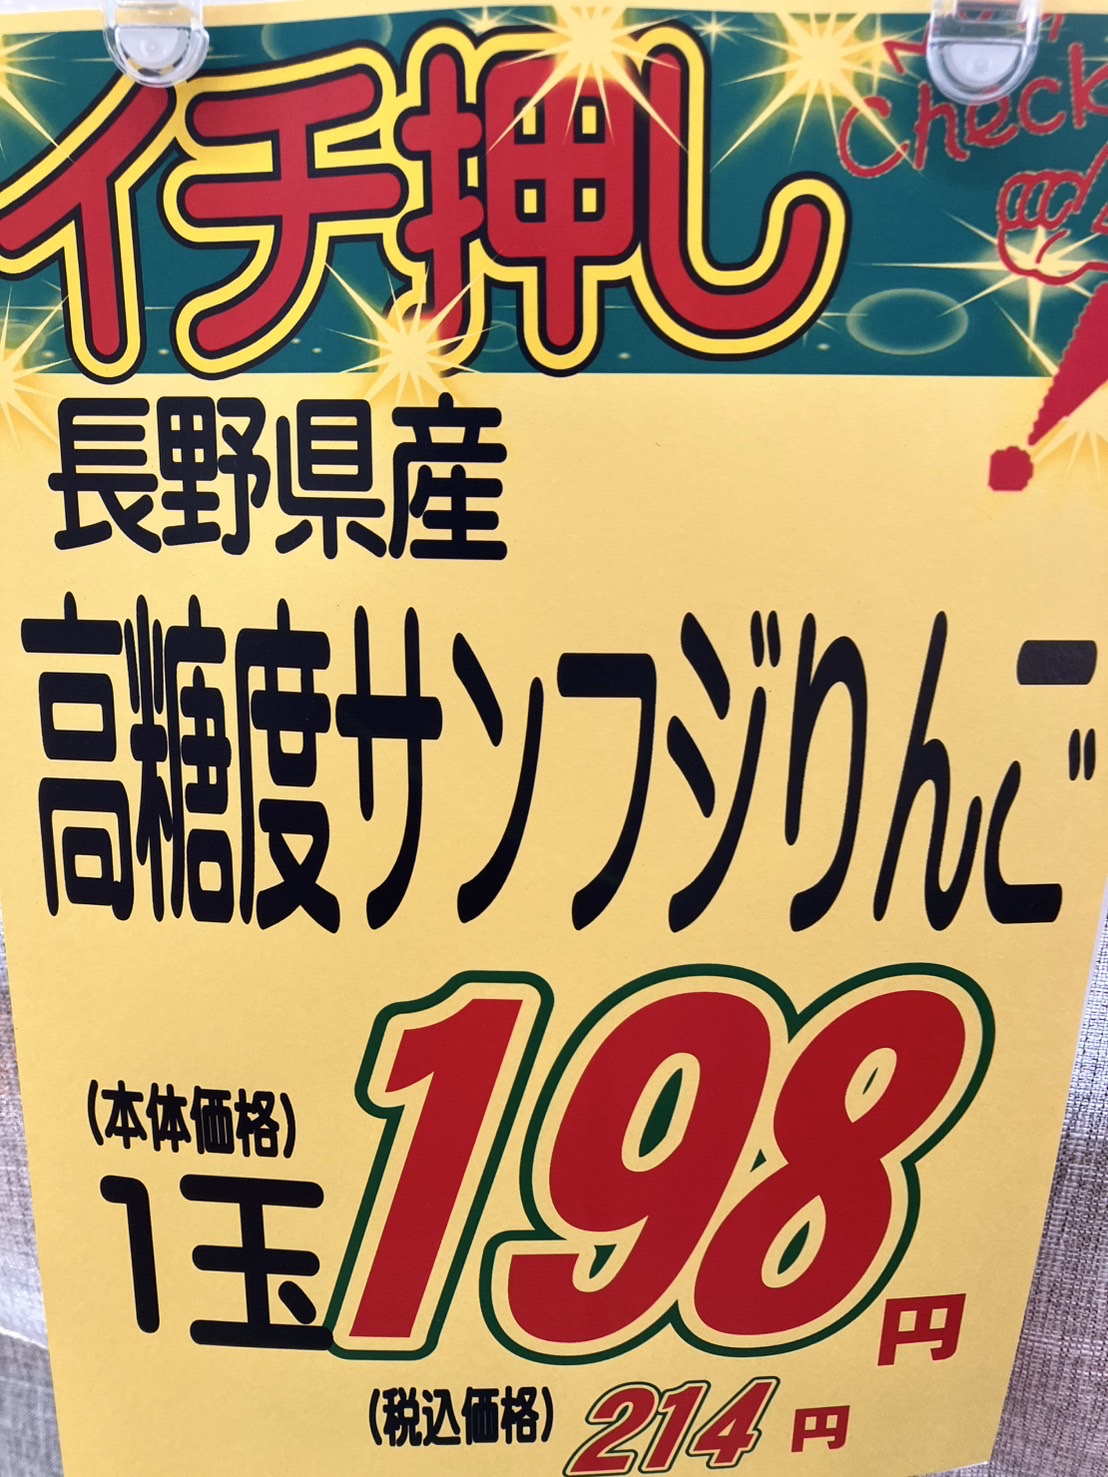 イチ押し
Check
長野県産
高糖度サンフジりんご
(本体価格)
1玉 198円
(税込価格) 214円